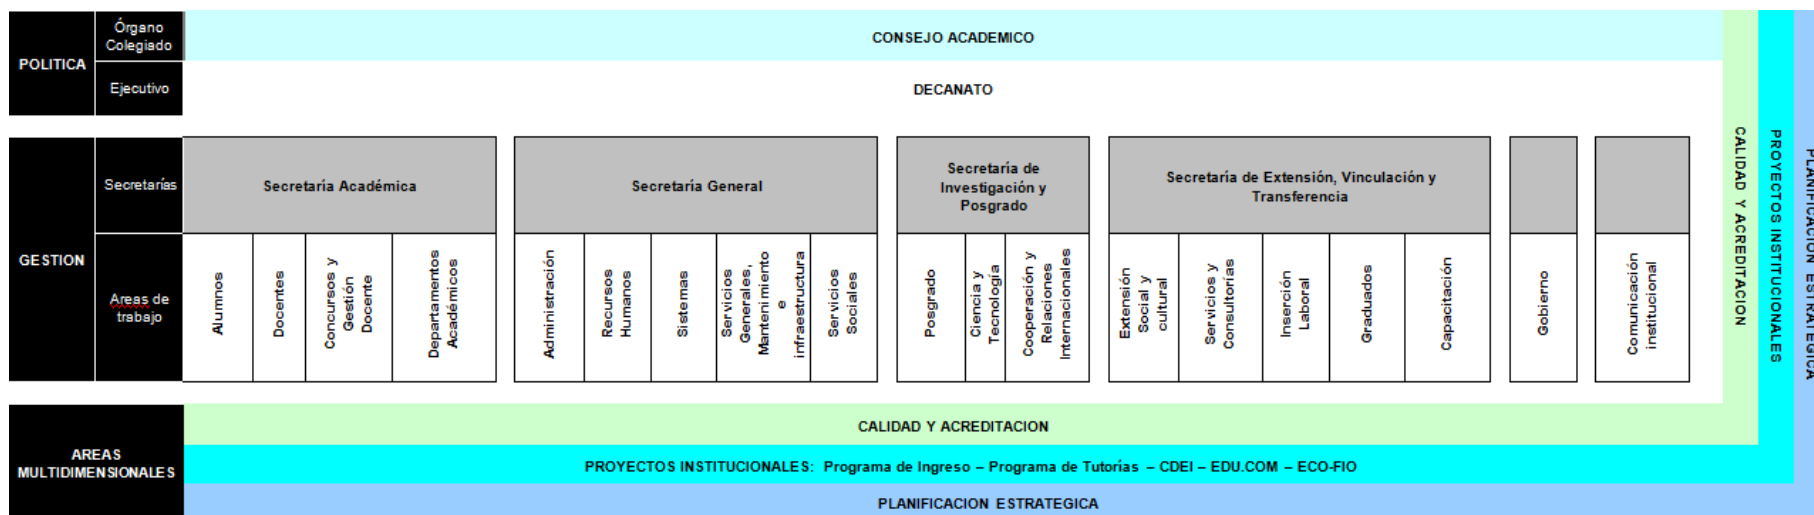 POLITICA
Órgano
Colegiado
CONSEJO ACADEMICO
Ejecutivo
DECANATO
GESTION
Secretarías
Secretaría Académica
Secretaría General
Secretaría de
Investigación y
Posgrado
Secretaría de Extensión, Vinculación y
Transferencia
Areas de
trabajo
Alumnos
Docentes
Concursos y
Gestión
Docente
Departamentos
Académicos
Administración
Recursos
Humanos
Sistemas
Servicios
Generales,
Mantenimiento
e
infraestructura
Servicios
Sociales
Posgrado
Ciencia y
Tecnología
Cooperación y
Relaciones
Internacionales
Extensión
Social y
cultural
Servicios y
Consultorías
Inserción
Laboral
Graduados
Capacitación
Gobierno
Comunicación
institucional
CALIDAD Y ACREDITACION
PROYECTOS INSTITUCIONALES
PLANIFICACION ESTRATEGICA
AREAS
MULTIDIMENSIONALES
CALIDAD Y ACREDITACION
PROYECTOS INSTITUCIONALES: Programa de Ingreso – Programa de Tutorías – CDEI – EDU.COM – ECO-FIO
PLANIFICACION ESTRATEGICA